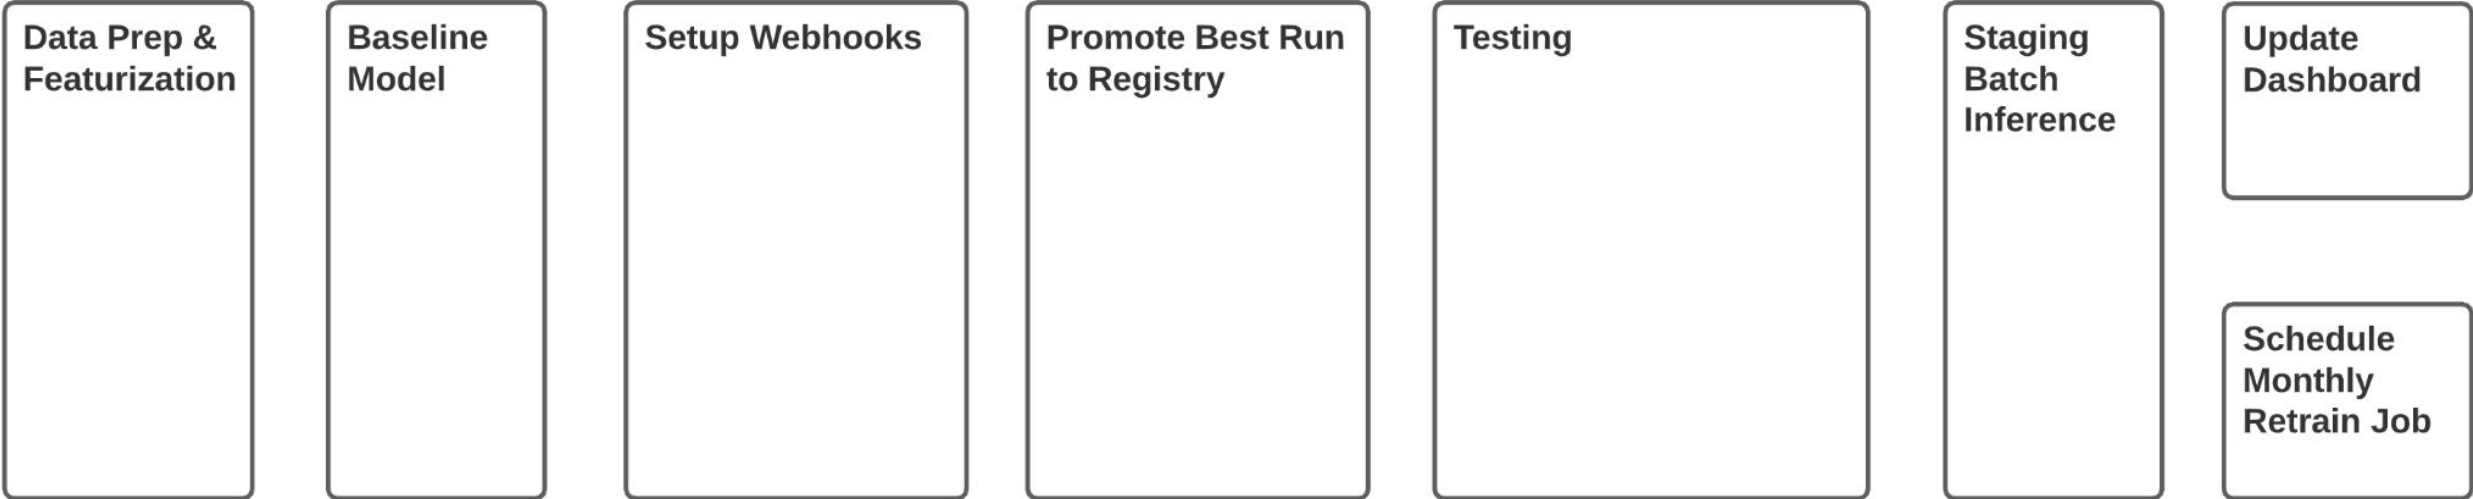 Data Prep &
Featurization
Baseline
Model
Setup Webhooks
Promote Best Run
to Registry
Testing
Staging
Batch
Inference
Update
Dashboard
Schedule
Monthly
Retrain Job